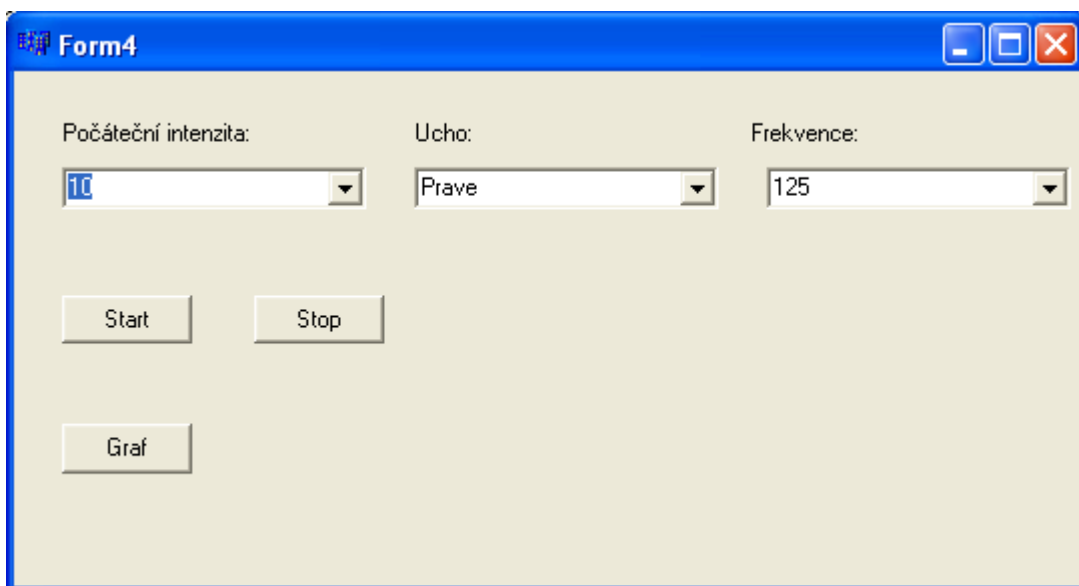 Form4
Počáteční intenzita: Ucho: Frekvence:
10 Prave 125
Start Stop
Graf